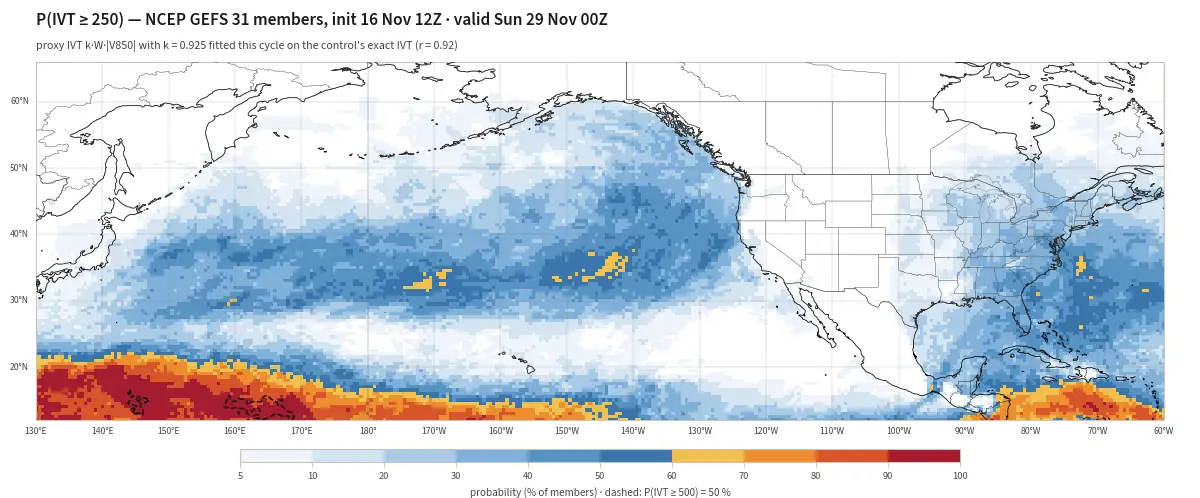 P(IVT ≥ 250) — NCEP GEFS 31 members, init 16 Nov 12Z · valid Sun 29 Nov 00Z
proxy IVT k·W·|V850| with k = 0.925 fitted this cycle on the control's exact IVT (r = 0.92)
60°N
50°N
40°N
30°N
20°N
130°E 140°E 150°E 160°E 170°E 180° 170°W 160°W 150°W 140°W 130°W 120°W 110°W 100°W 90°W 80°W 70°W 60°W
5 10 20 30 40 50 60 70 80 90 100
probability (% of members) · dashed: P(IVT ≥ 500) = 50 %